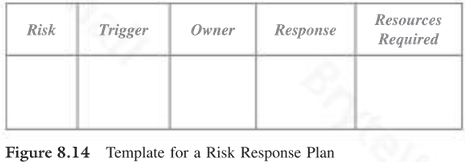 Risk Trigger Owner Response Resources Required
Figure 8.14 Template for a Risk Response Plan